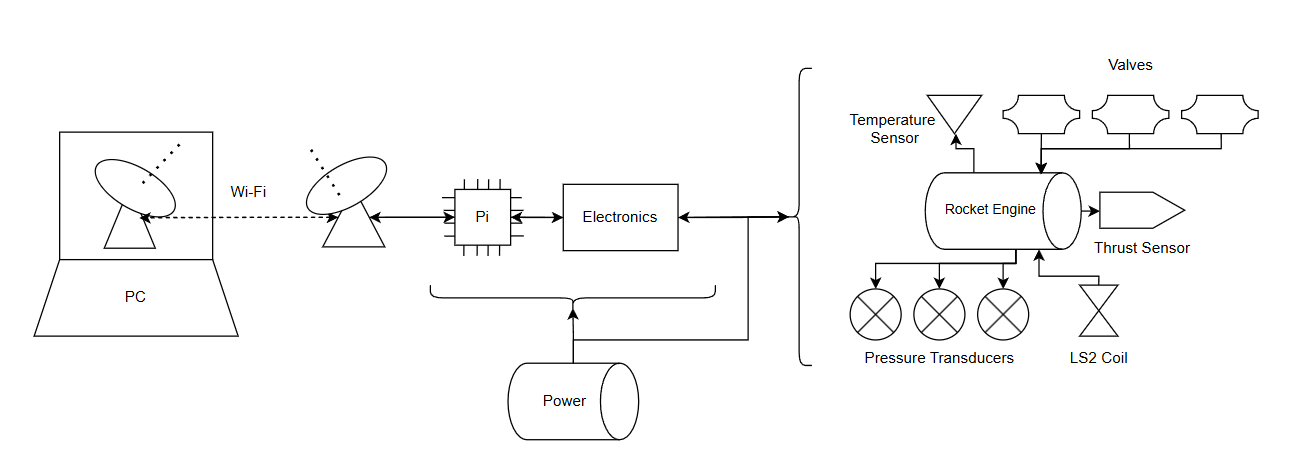 Valves
Temperature
Sensor
Wi-Fi
Pi
Electronics
Rocket Engine
Thrust Sensor
PC
Pressure Transducers
LS2 Coil
Power